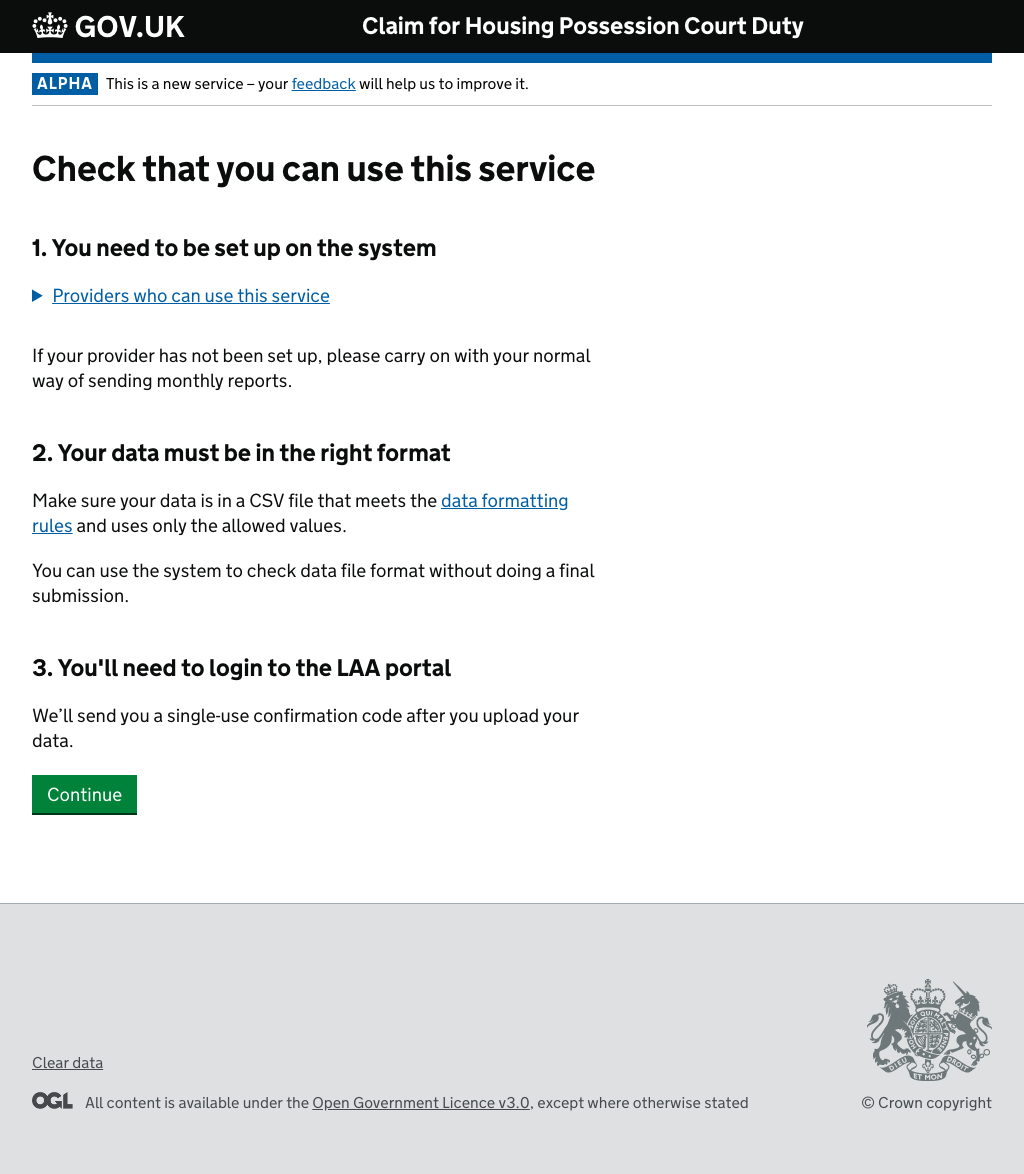 GOV.UK
Claim for Housing Possession Court Duty
ALPHA This is a new service – your feedback will help us to improve it.
Check that you can use this service
1. You need to be set up on the system
Providers who can use this service
If your provider has not been set up, please carry on with your normal
way of sending monthly reports.
2. Your data must be in the right format
Make sure your data is in a CSV file that meets the data formatting
rules and uses only the allowed values.
You can use the system to check data file format without doing a final
submission.
3. You'll need to login to the LAA portal
We’ll send you a single-use confirmation code after you upload your
data.
Continue
Clear data
OGL All content is available under the Open Government Licence v3.0, except where otherwise stated
DIEU ET MON DROIT
© Crown copyright